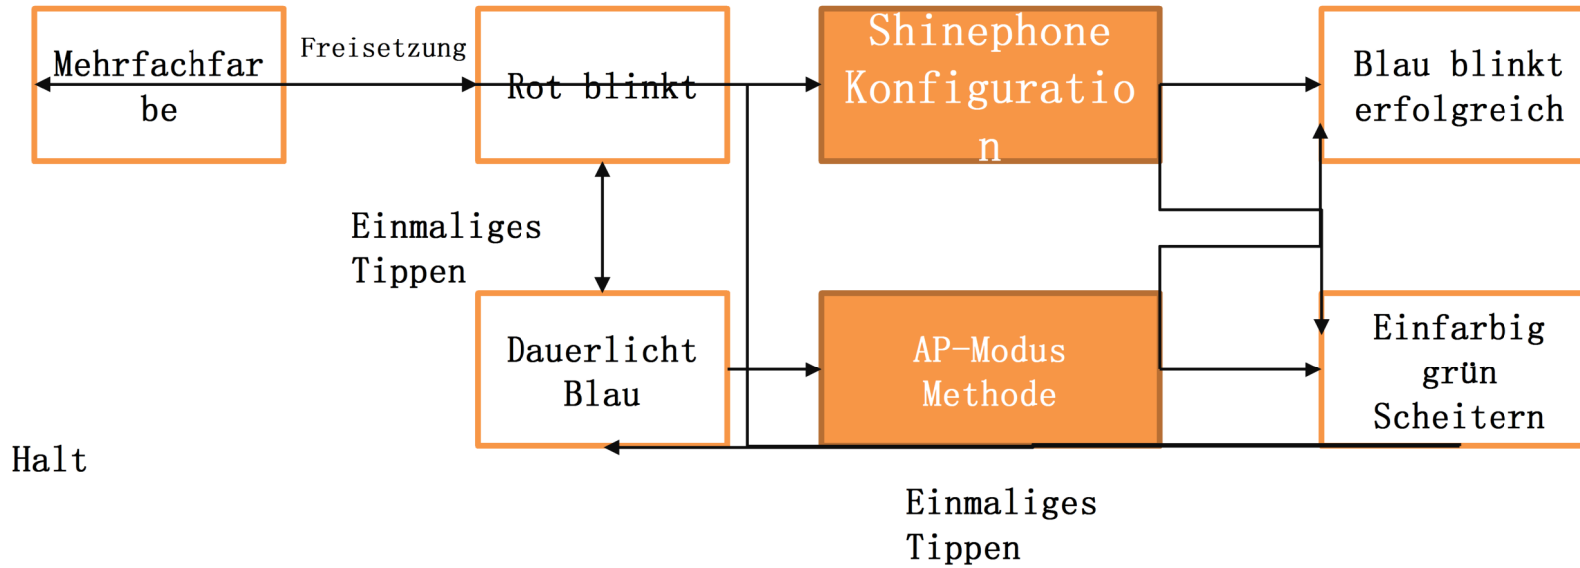 Mehrfachfar
be
Freisetzung
Rot blinkt
Shinephone
Konfiguratio
n
Blau blinkt
erfolgreich
Einmaliges
Tippen
Dauerlicht
Blau
AP-Modus
Methode
Einfarbig
grün
Scheitern
Halt
Einmaliges
Tippen